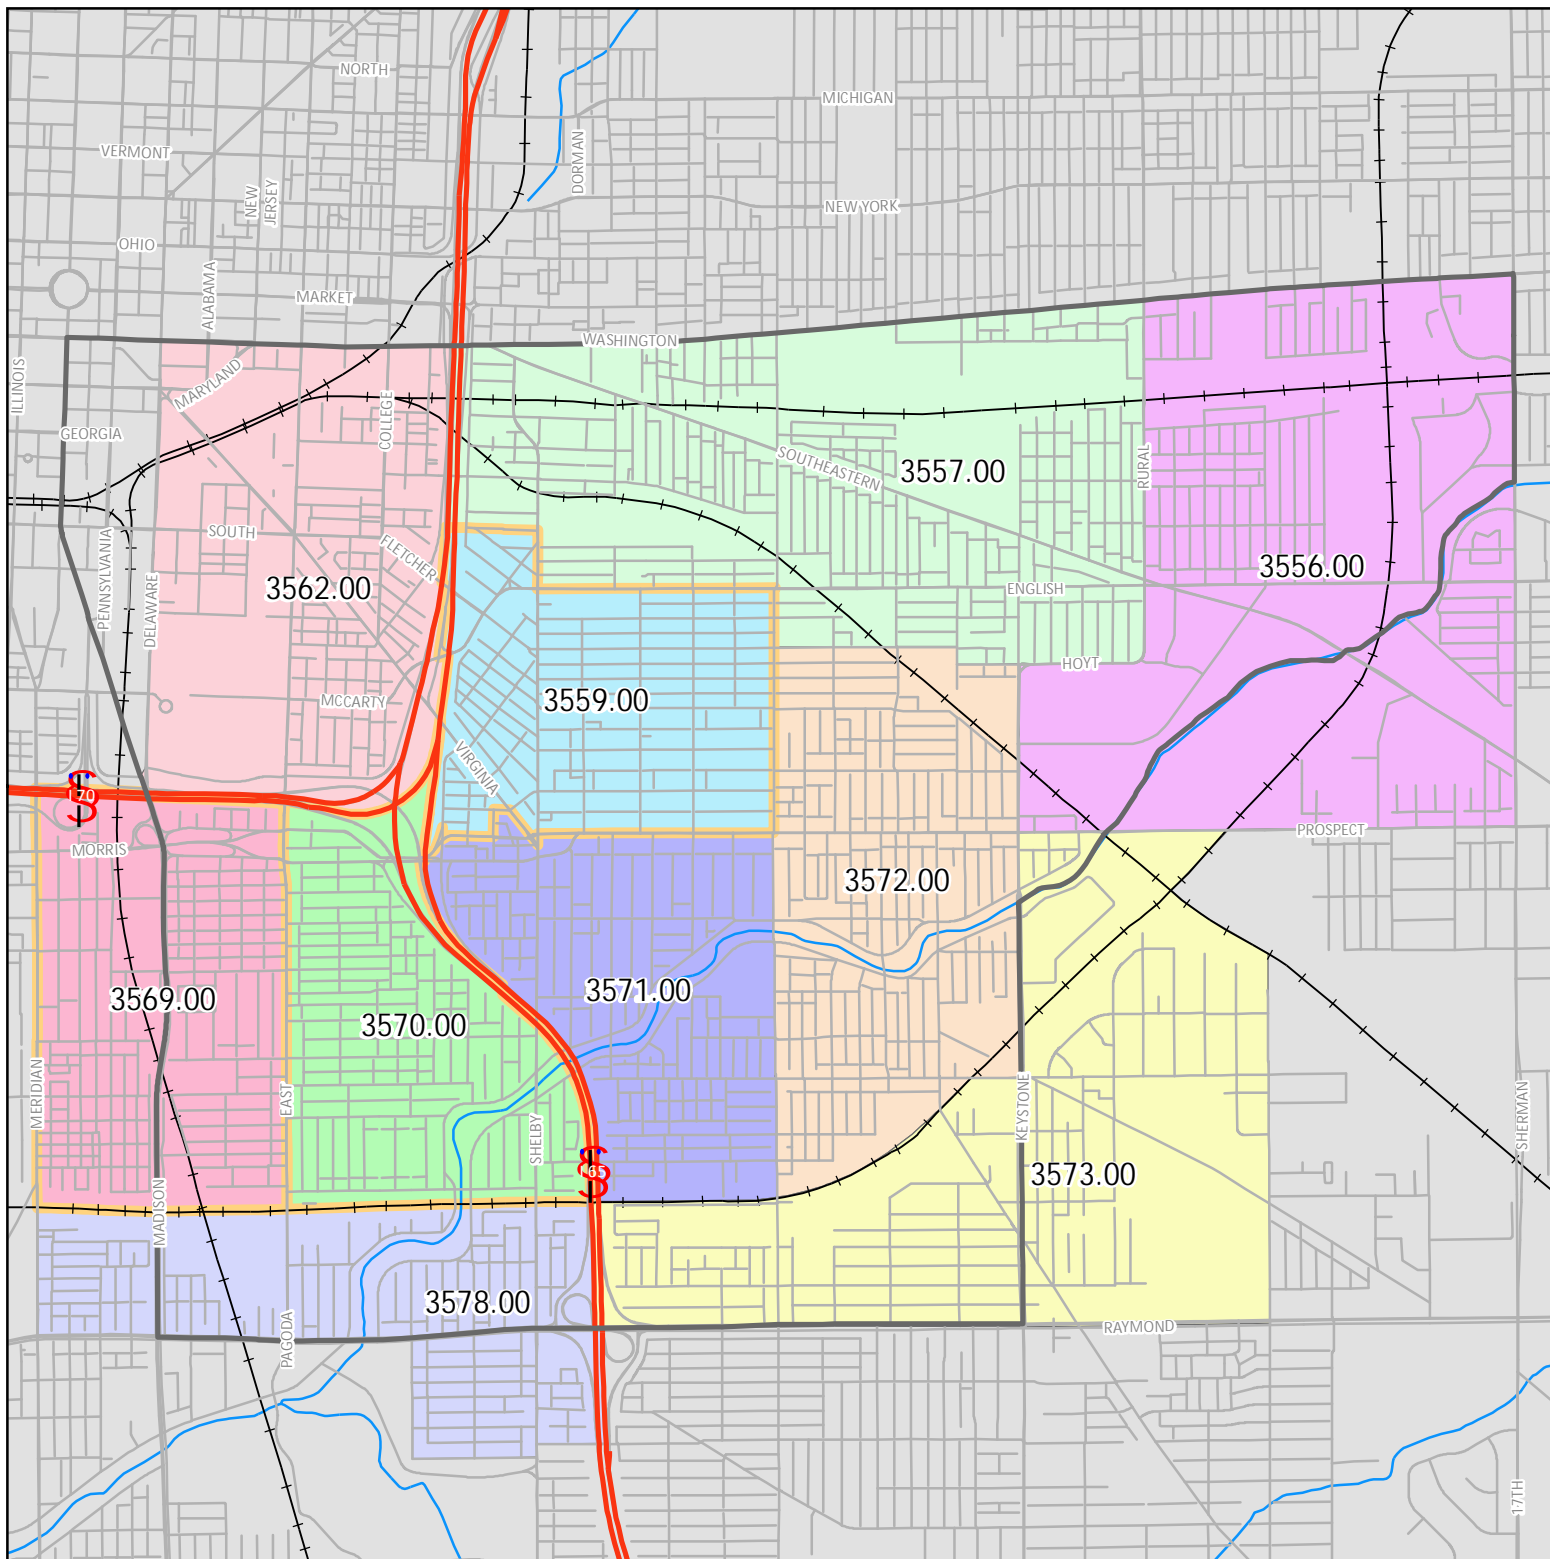 NORTH
MICHIGAN
VERMONT
DORMAN
NEW
JERSEY
NEW YORK
OHIO
ALABAMA
MARKET
WASHINGTON
ILLINOIS
MARYLAND
COLLEGE
GEORGIA
SOUTHEASTERN
3557.00
RURAL
SOUTH
FLETCHER
PENNSYLVANIA
DELAWARE
3562.00
3556.00
ENGLISH
HOYT
MCCARTY
3559.00
VIRGINIA
I-70
MORRIS
PROSPECT
3572.00
3569.00
3570.00
3571.00
MERIDIAN
EAST
SHELBY
KEYSTONE
SHERMAN
65
3573.00
MADISON
3578.00
PAGODA
RAYMOND
17TH